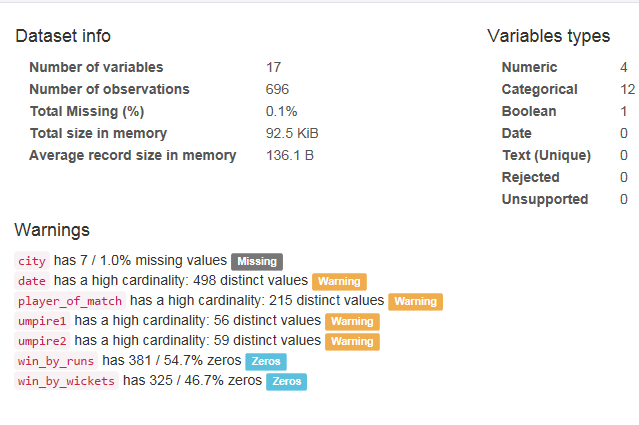 Dataset info
Number of variables 17
Number of observations 696
Total Missing (%) 0.1%
Total size in memory 92.5 KiB
Average record size in memory 136.1 B
Variables types
Numeric 4
Categorical 12
Boolean 1
Date 0
Text (Unique) 0
Rejected 0
Unsupported 0
Warnings
city has 7 / 1.0% missing values Missing
date has a high cardinality: 498 distinct values Warning
player_of_match has a high cardinality: 215 distinct values Warning
umpire1 has a high cardinality: 56 distinct values Warning
umpire2 has a high cardinality: 59 distinct values Warning
win_by_runs has 381 / 54.7% zeros Zeros
win_by_wickets has 325 / 46.7% zeros Zeros